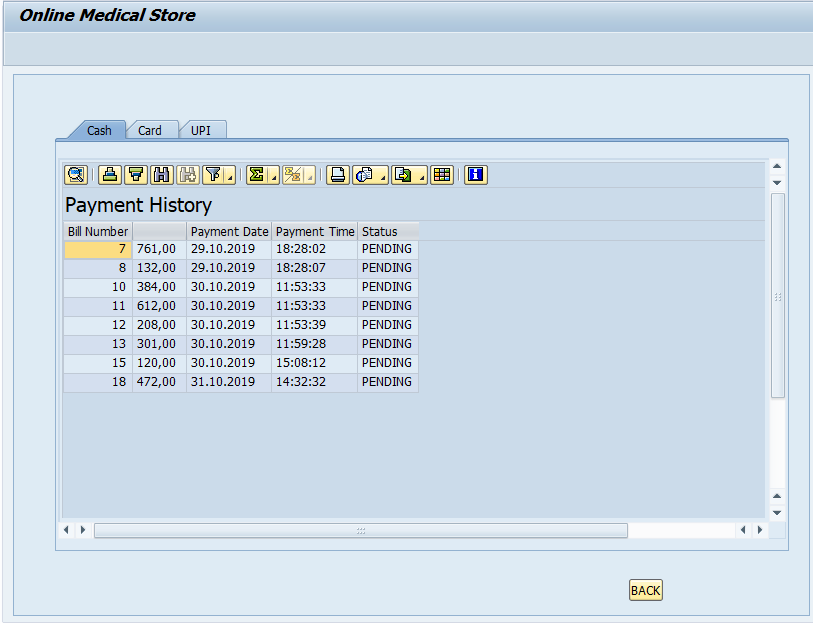 Online Medical Store
Cash Card UPI
Payment History
Bill Number Payment Date Payment Time Status
7 761,00 29.10.2019 18:28:02 PENDING
8 132,00 29.10.2019 18:28:07 PENDING
10 384,00 30.10.2019 11:53:33 PENDING
11 612,00 30.10.2019 11:53:33 PENDING
12 208,00 30.10.2019 11:53:39 PENDING
13 301,00 30.10.2019 11:59:28 PENDING
15 120,00 30.10.2019 15:08:12 PENDING
18 472,00 31.10.2019 14:32:32 PENDING
BACK